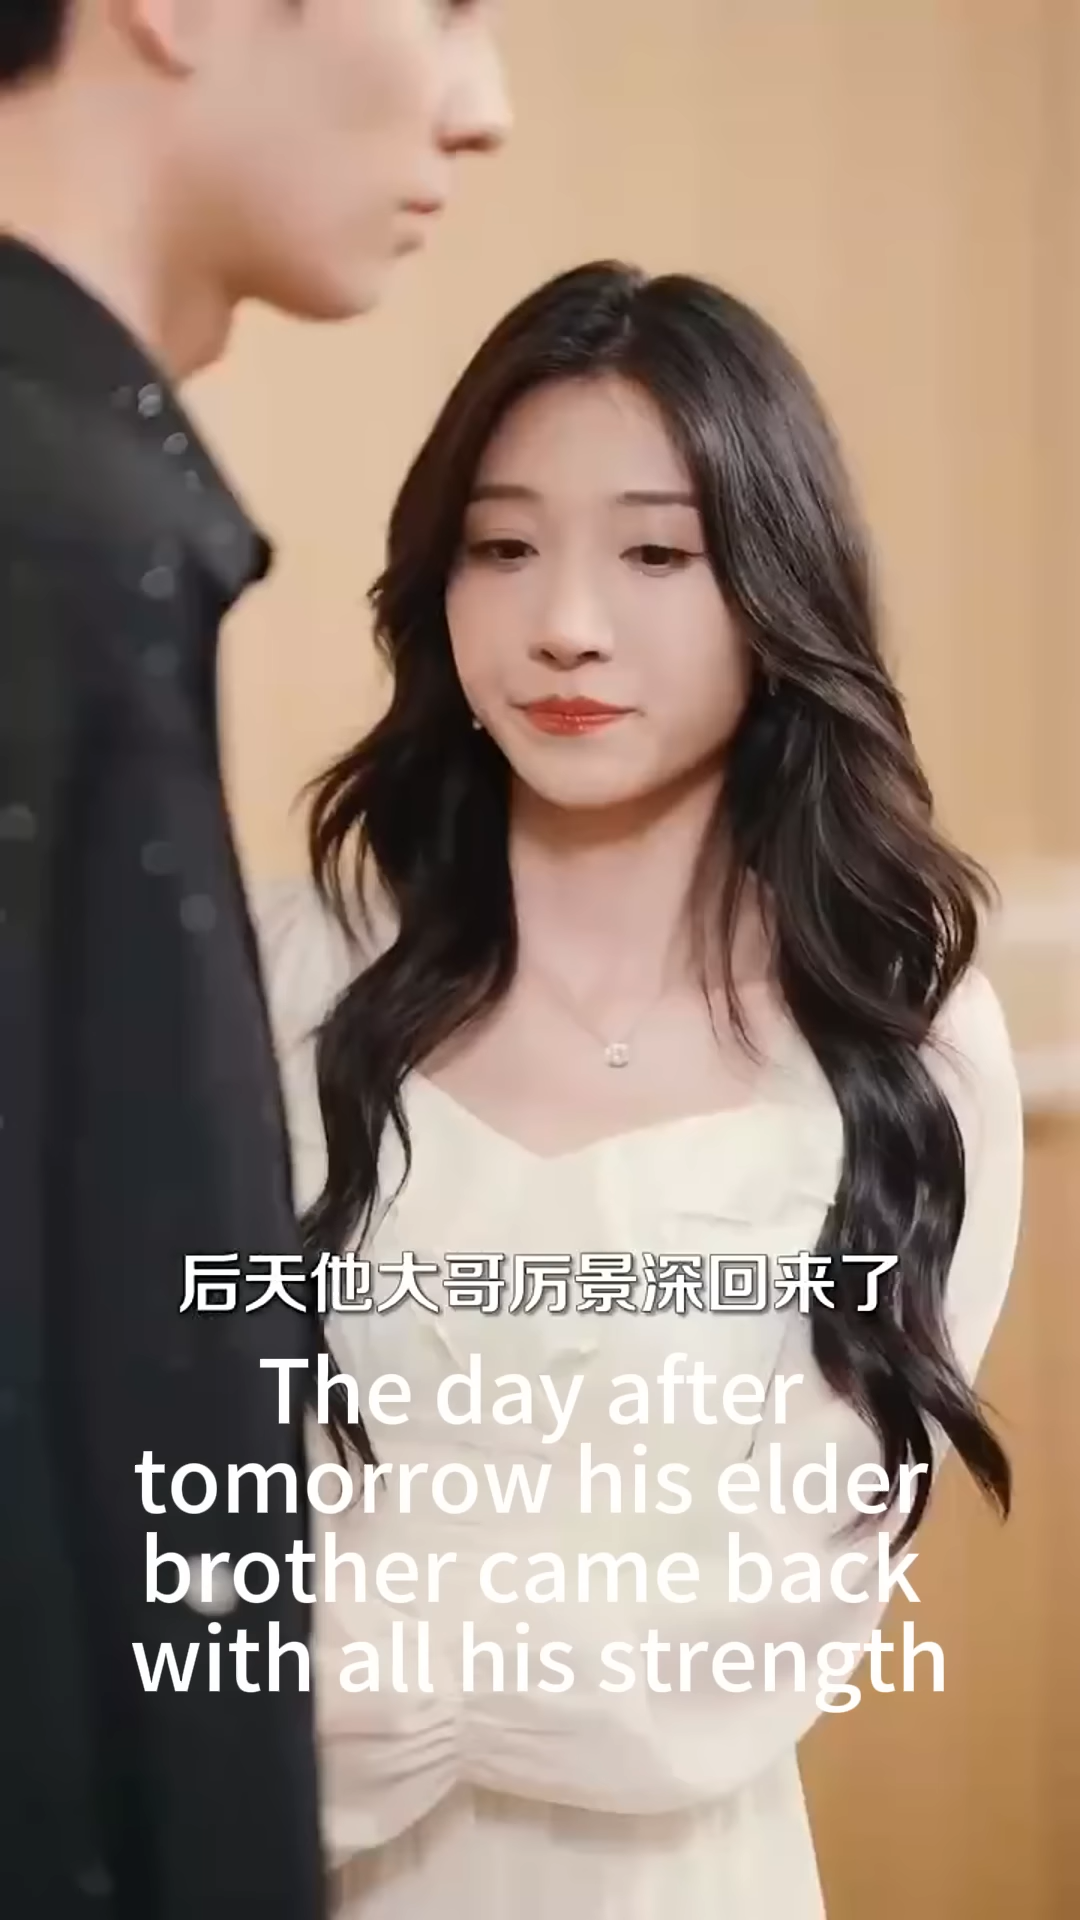 后天他大哥厉景深回来了
The day after
tomorrow his elder
brother came back
with all his strength